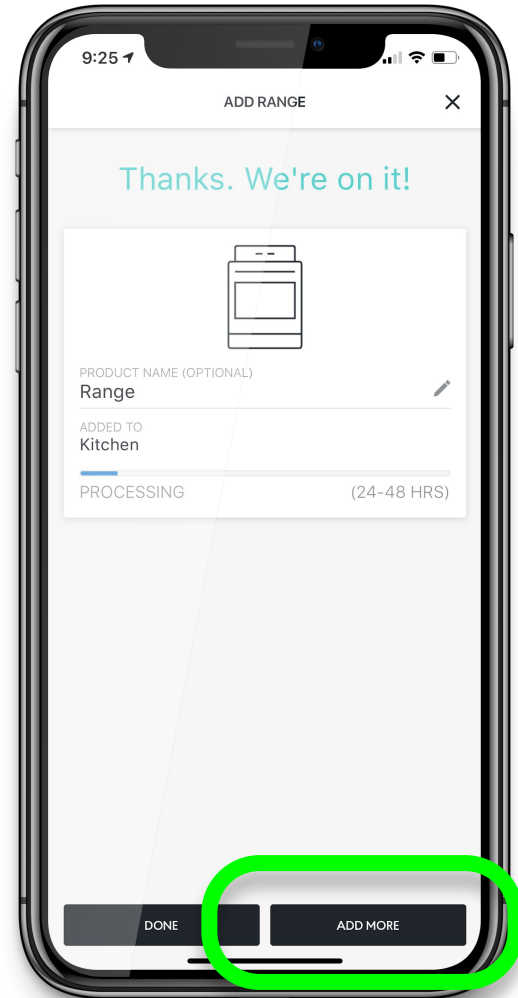 9:25
ADD RANGE
Thanks. We're on it!
PRODUCT NAME (OPTIONAL)
Range
ADDED TO
Kitchen
PROCESSING (24-48 HRS)
DONE ADD MORE